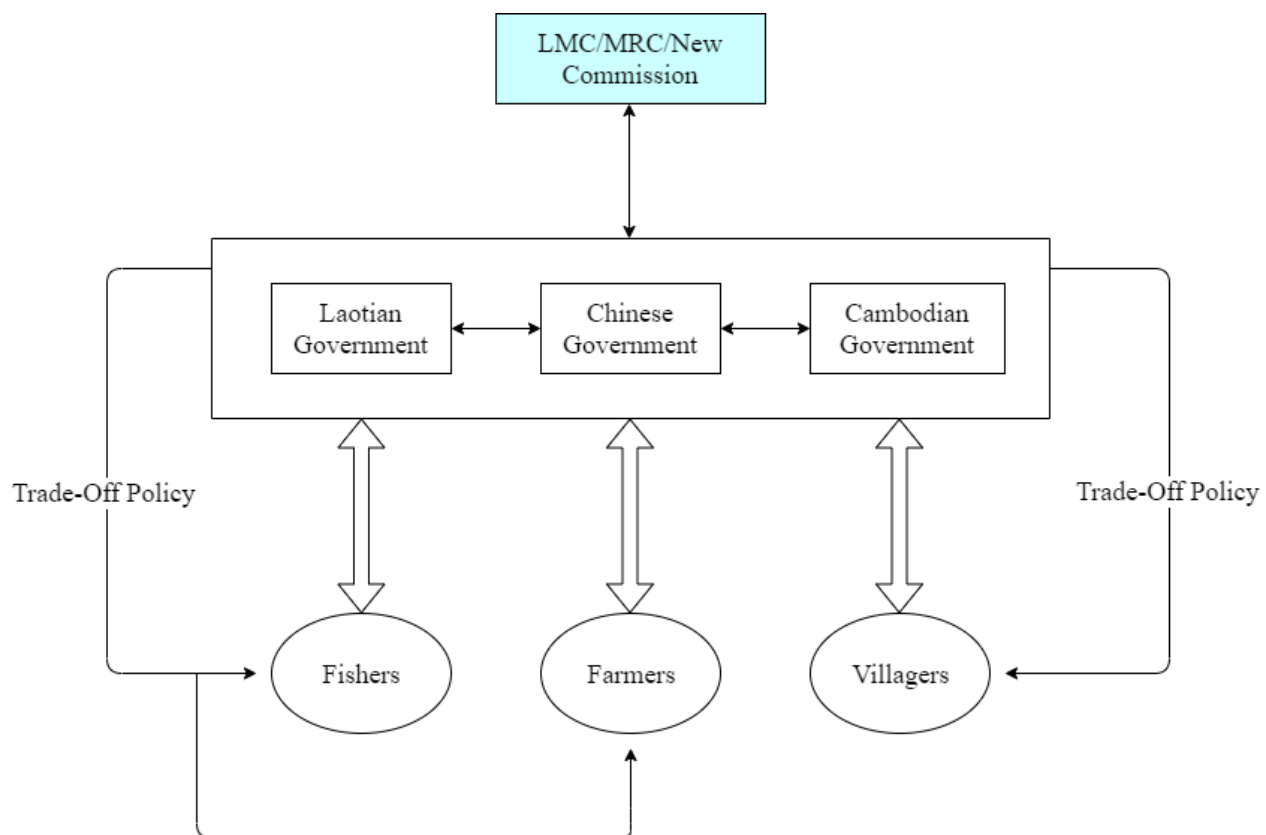 LMC/MRC/New
Commission
Laotian
Government
Chinese
Government
Cambodian
Government
Trade-Off Policy
Trade-Off Policy
Fishers
Farmers
Villagers